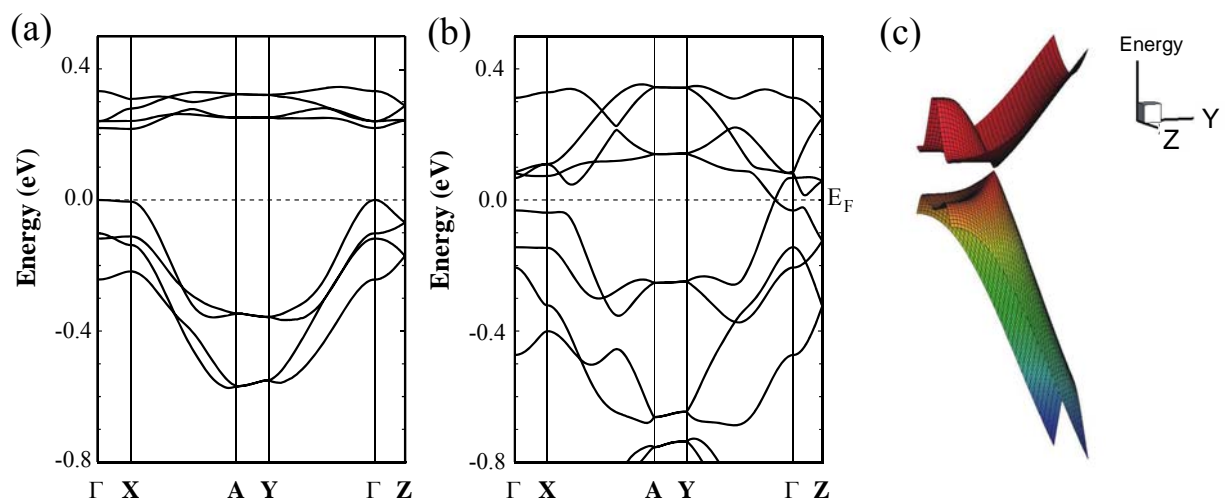 (a)
0.4
0.0
-0.4
-0.8
Energy (eV)
Γ X A Y Γ Z
(b)
0.4
0.0
-0.4
-0.8
Energy (eV)
E_F
Γ X A Y Γ Z
(c)
Energy
Y
Z